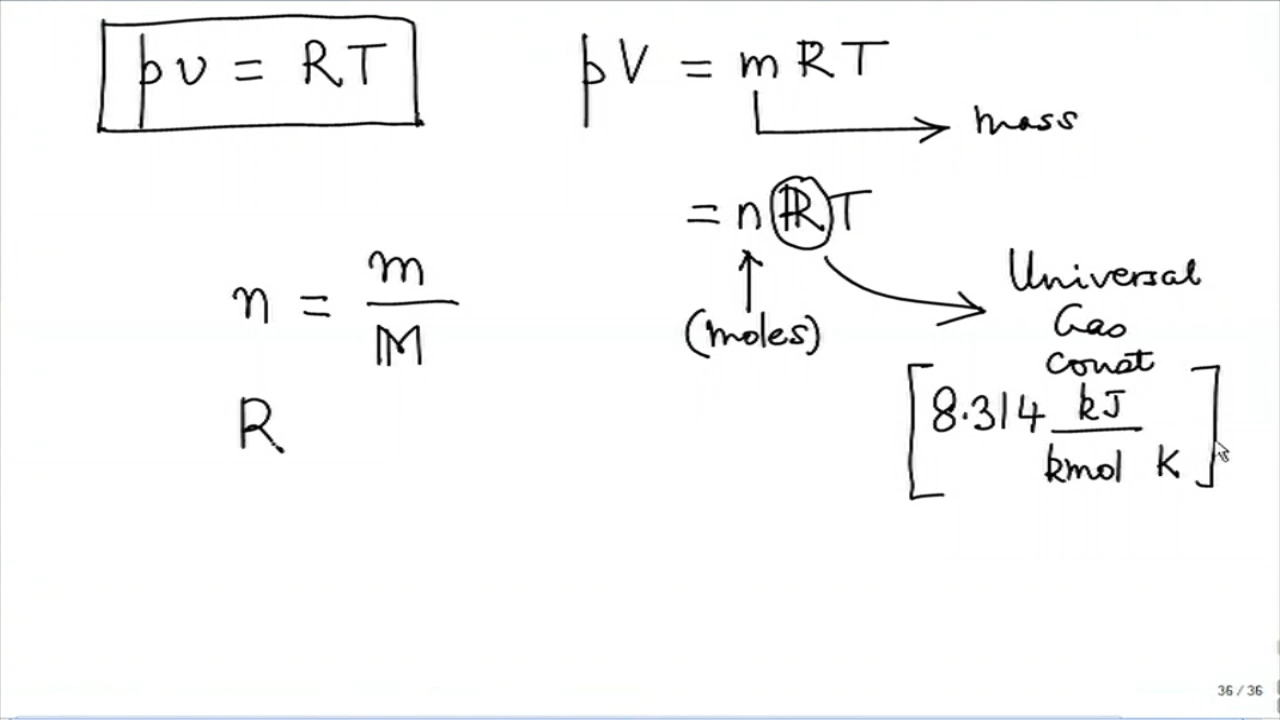 pv = RT
pV = mRT
mass
= nℝT
(moles)
Universal
Gas
const
[8.314 kJ / kmol K]
n = m / 𝕄
R
36 / 36